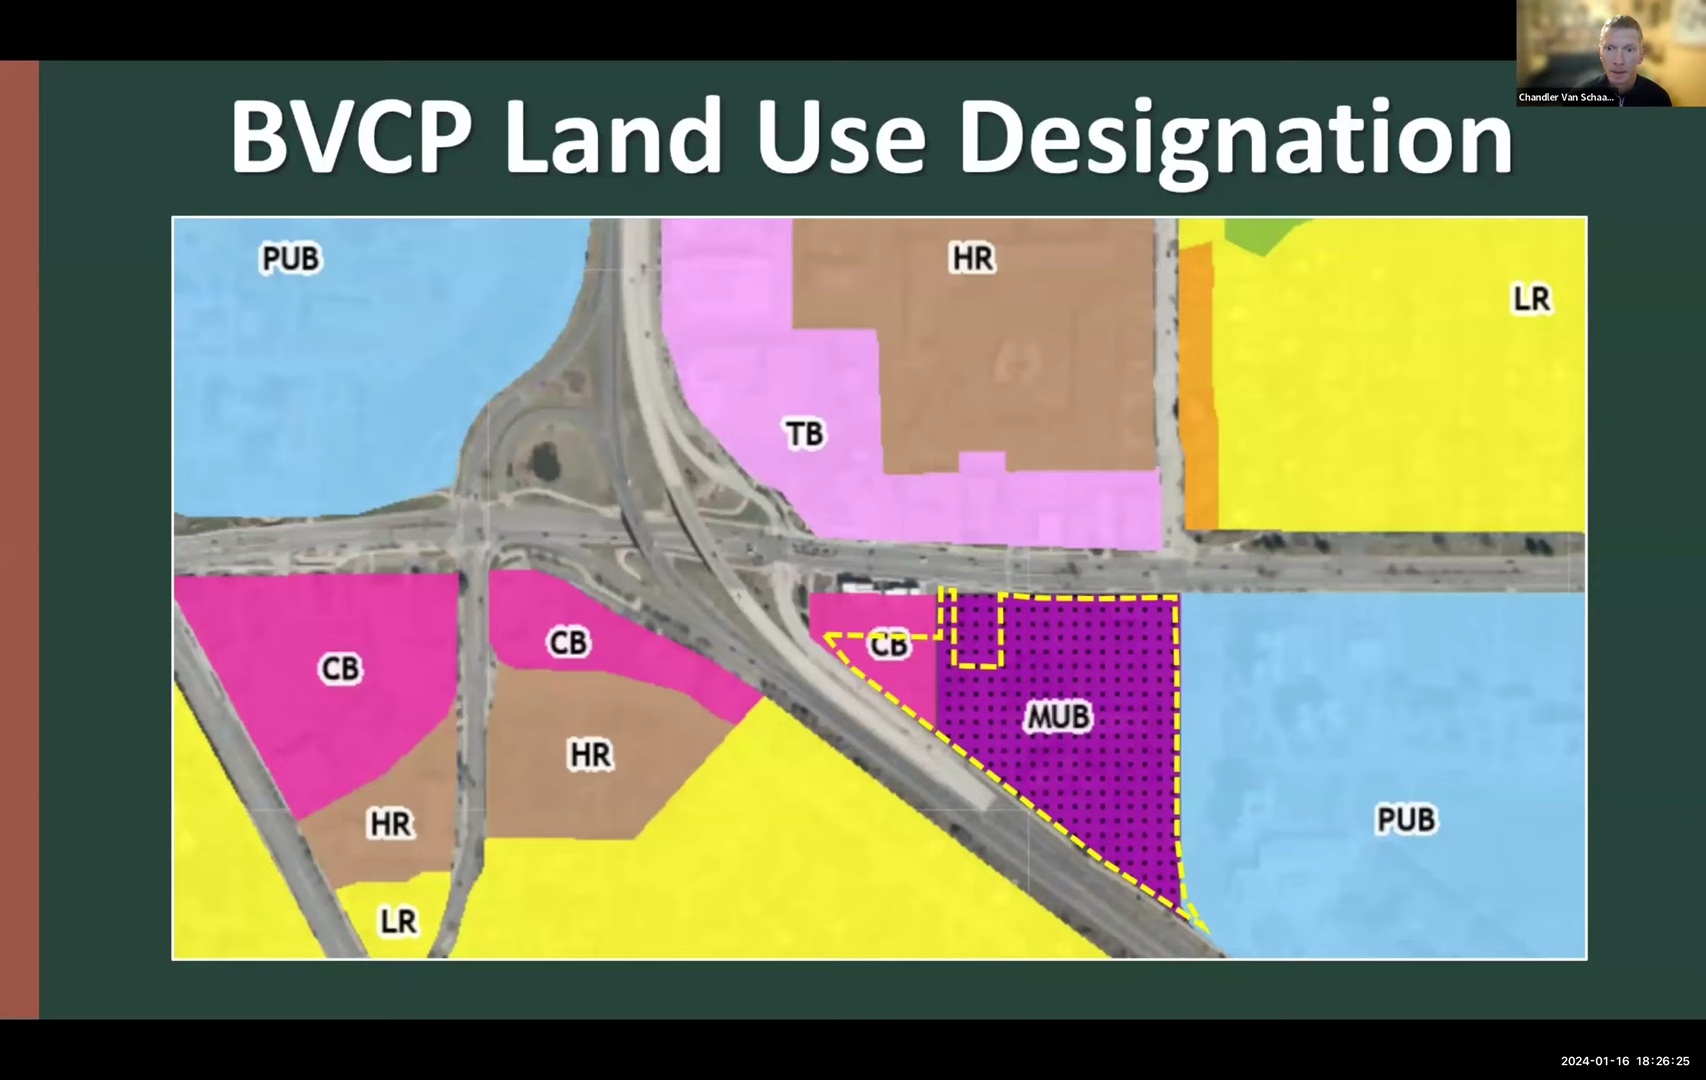 Chandler Van Schaa...
BVCP Land Use Designation
PUB
HR
LR
TB
CB
CB
CB
MUB
HR
HR
PUB
LR
2024-01-16 18:26:25